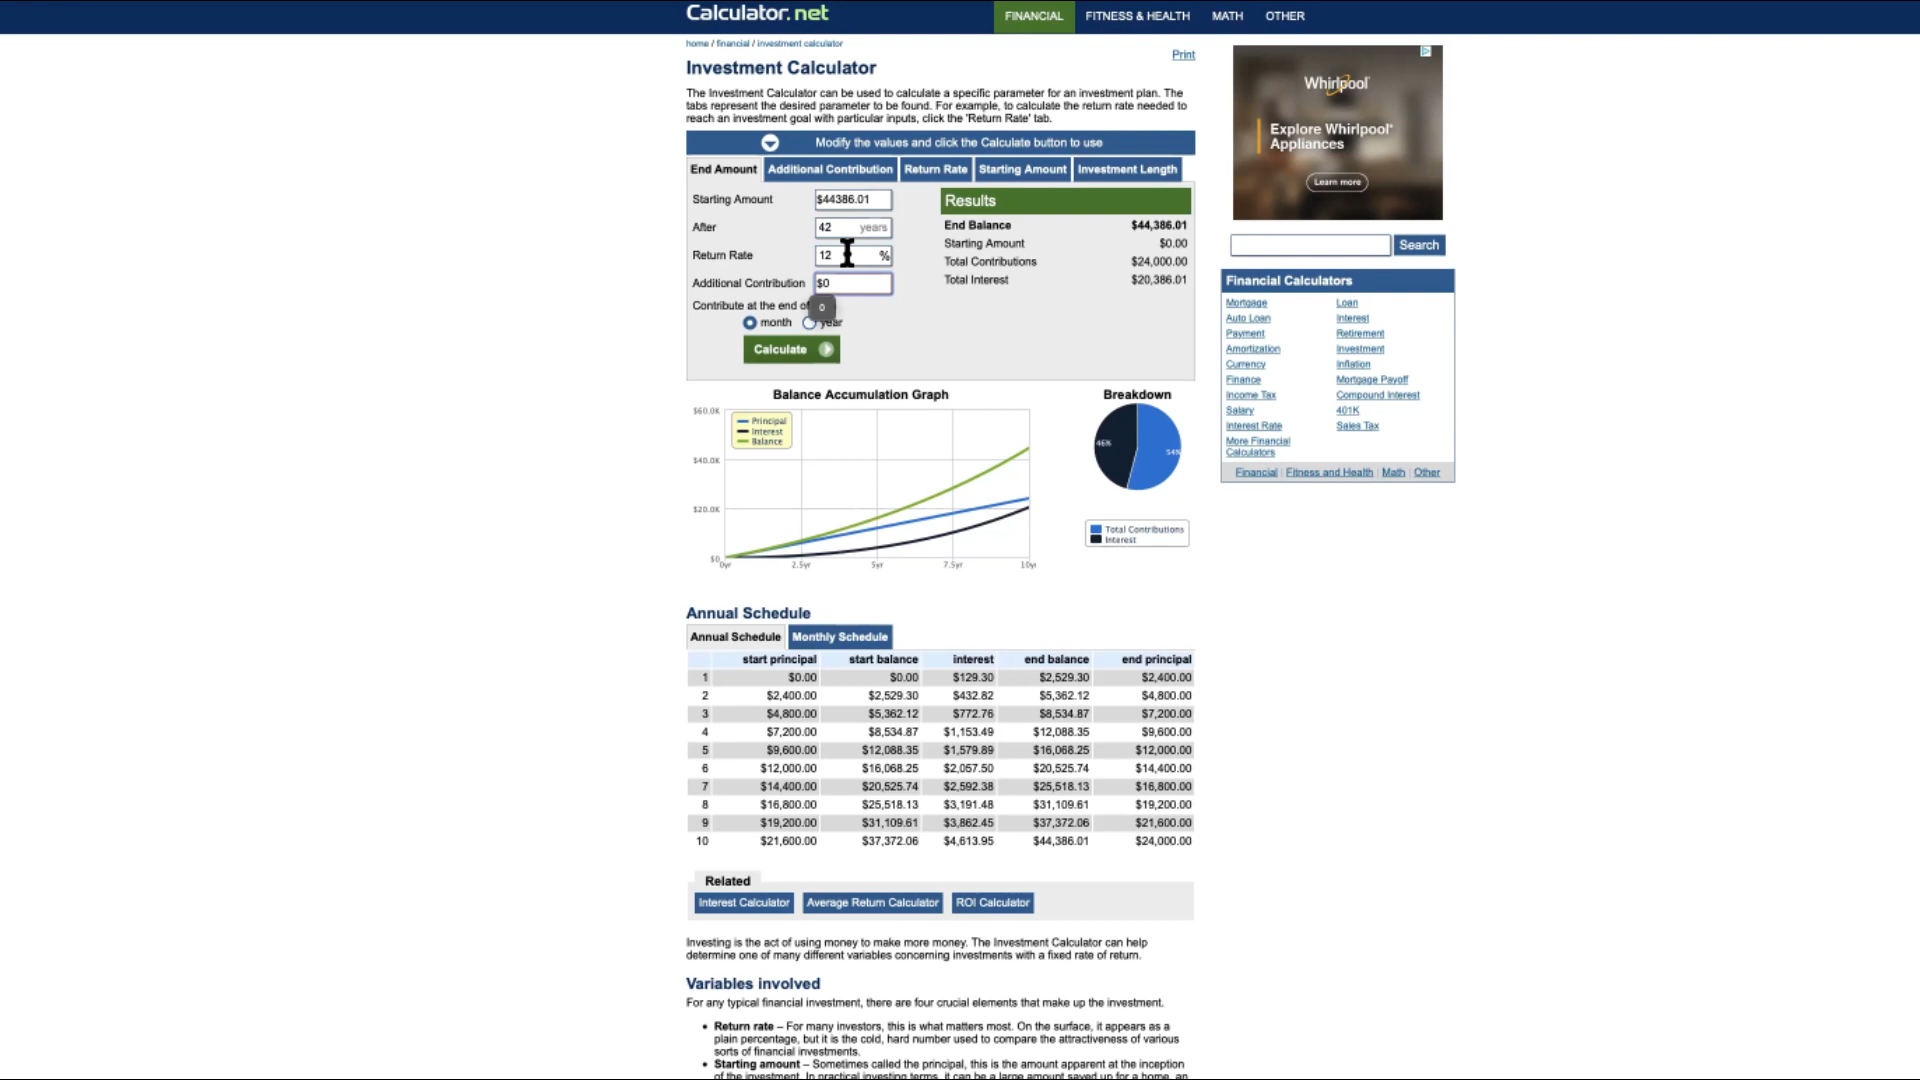 Calculator.net
FINANCIAL
FITNESS & HEALTH
MATH
OTHER
home / financial / investment calculator
Print
Investment Calculator
The Investment Calculator can be used to calculate a specific parameter for an investment plan. The
tabs represent the desired parameter to be found. For example, to calculate the return rate needed to
reach an investment goal with particular inputs, click the 'Return Rate' tab.
Modify the values and click the Calculate button to use
End Amount
Additional Contribution
Return Rate
Starting Amount
Investment Length
Starting Amount $44386.01
After 42 years
Return Rate 12 %
Additional Contribution $0
Contribute at the end of
0
month
year
Calculate
Results
End Balance $44,386.01
Starting Amount $0.00
Total Contributions $24,000.00
Total Interest $20,386.01
Balance Accumulation Graph
$60.0K
$40.0K
$20.0K
$0
Principal
Interest
Balance
0yr 2.5yr 5yr 7.5yr 10yr
Breakdown
46%
54%
Total Contributions
Interest
Annual Schedule
Annual Schedule
Monthly Schedule
start principal start balance interest end balance end principal
1 $0.00 $0.00 $129.30 $2,529.30 $2,400.00
2 $2,400.00 $2,529.30 $432.82 $5,362.12 $4,800.00
3 $4,800.00 $5,362.12 $772.76 $8,534.87 $7,200.00
4 $7,200.00 $8,534.87 $1,153.49 $12,088.35 $9,600.00
5 $9,600.00 $12,088.35 $1,579.89 $16,068.25 $12,000.00
6 $12,000.00 $16,068.25 $2,057.50 $20,525.74 $14,400.00
7 $14,400.00 $20,525.74 $2,592.38 $25,518.13 $16,800.00
8 $16,800.00 $25,518.13 $3,191.48 $31,109.61 $19,200.00
9 $19,200.00 $31,109.61 $3,862.45 $37,372.06 $21,600.00
10 $21,600.00 $37,372.06 $4,613.95 $44,386.01 $24,000.00
Related
Interest Calculator
Average Return Calculator
ROI Calculator
Investing is the act of using money to make more money. The Investment Calculator can help
determine one of many different variables concerning investments with a fixed rate of return.
Variables involved
For any typical financial investment, there are four crucial elements that make up the investment.
• Return rate – For many investors, this is what matters most. On the surface, it appears as a
plain percentage, but it is the cold, hard number used to compare the attractiveness of various
sorts of financial investments.
• Starting amount – Sometimes called the principal, this is the amount apparent at the inception
of the investment. In practical investing terms, it can be a large amount saved up for a home, an
Whirlpool
Explore Whirlpool®
Appliances
Learn more
Search
Financial Calculators
Mortgage Loan
Auto Loan Interest
Payment Retirement
Amortization Investment
Currency Inflation
Finance Mortgage Payoff
Income Tax Compound Interest
Salary 401K
Interest Rate Sales Tax
More Financial
Calculators
Financial | Fitness and Health | Math | Other